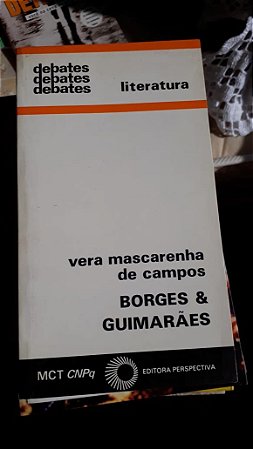 debates
debates
debates
literatura
vera mascarenha
de campos
BORGES &
GUIMARÃES
MCT CNPq
EDITORA PERSPECTIVA